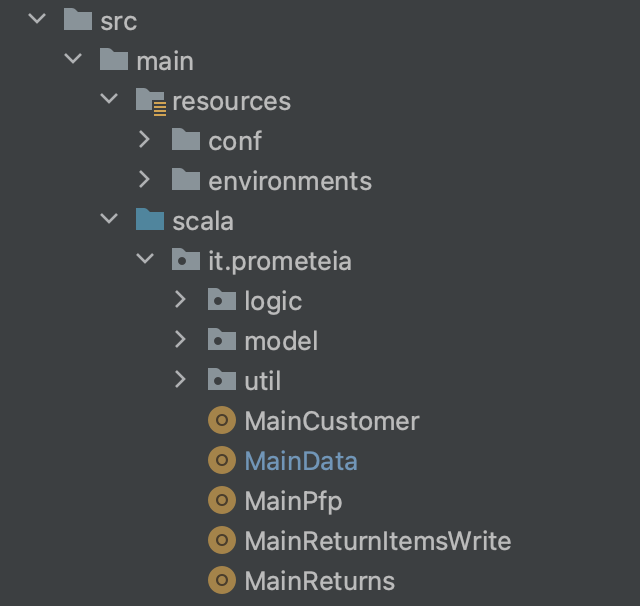 src
main
resources
conf
environments
scala
it.prometeia
logic
model
util
MainCustomer
MainData
MainPfp
MainReturnItemsWrite
MainReturns